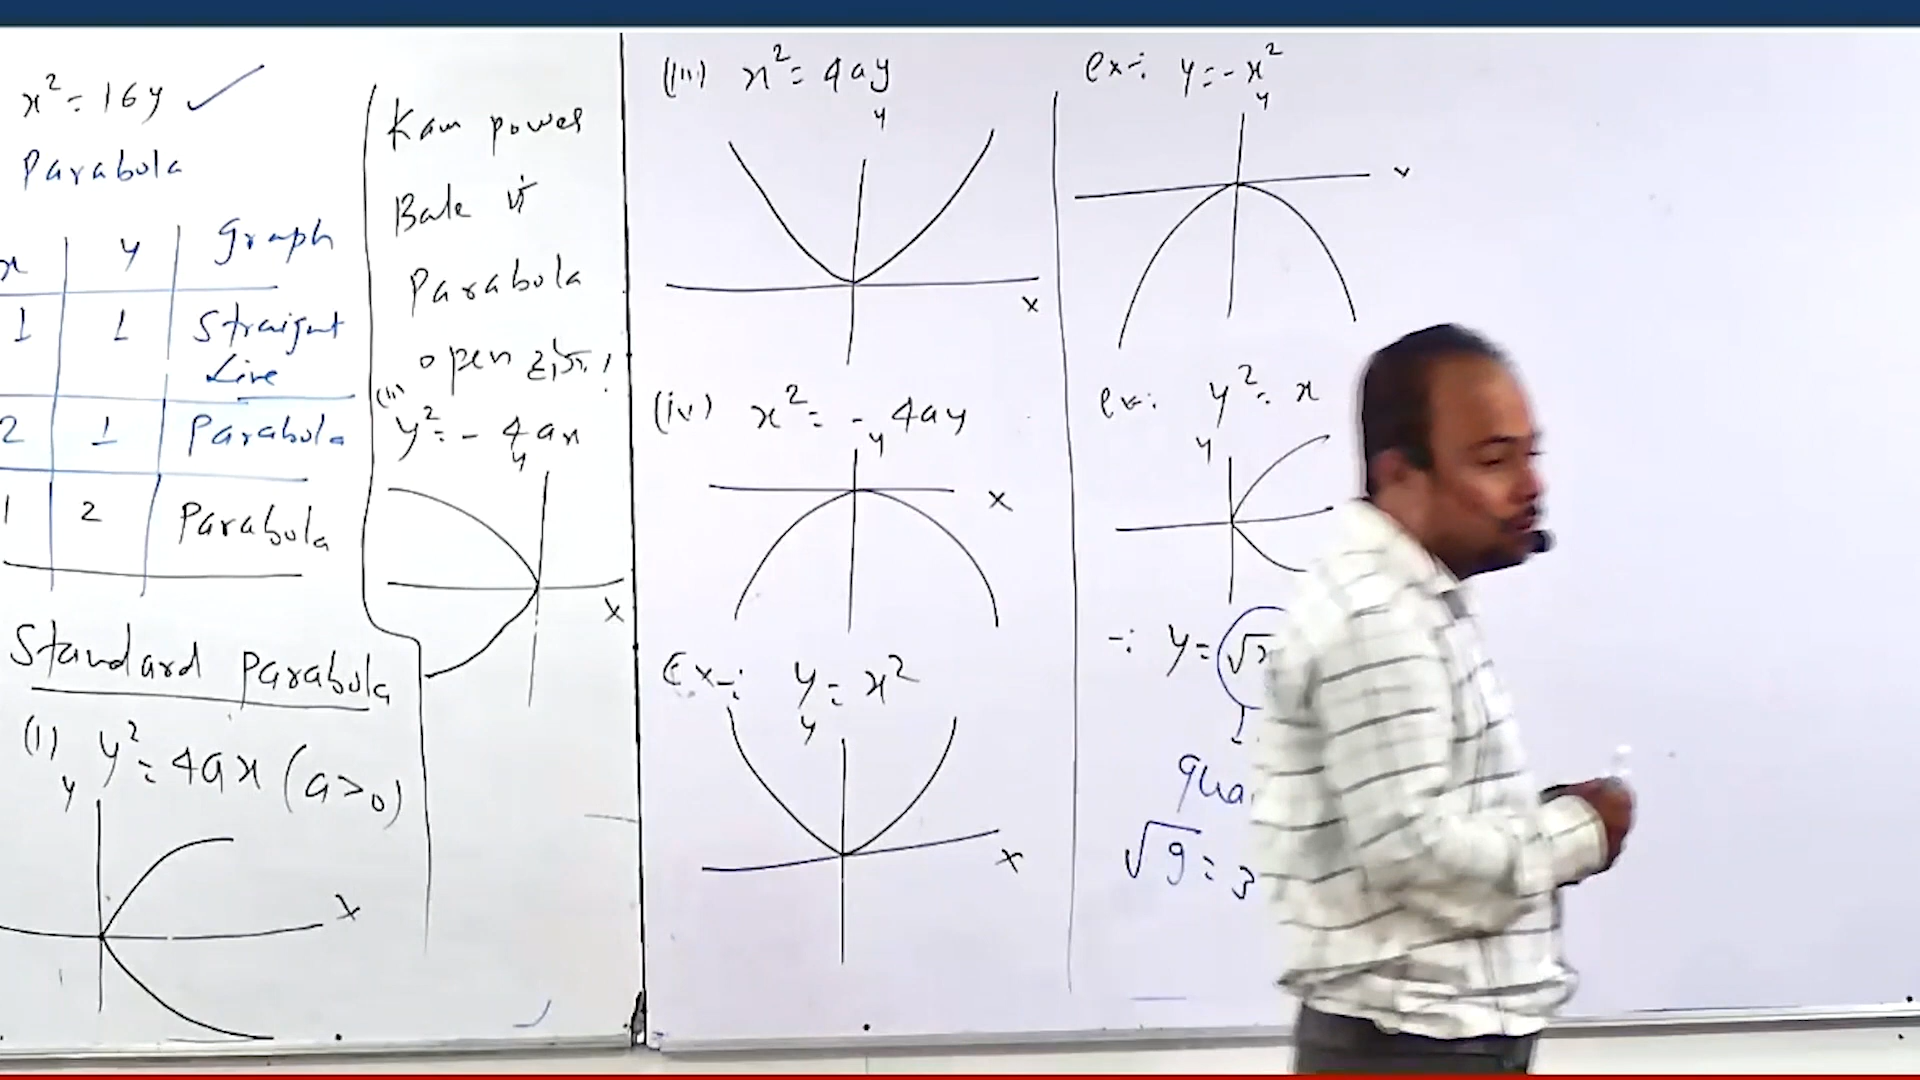 x² = 16y ✓
Parabola
x y graph
1 1 Straight Line
2 1 Parabola
1 2 Parabola
Standard parabola
(i) y² = 4ax (a>0)
y
x
Kam power
Bale में
Parabola
open
(ii)
y² = - 4ax
y
x
(iii) x² = 4ay
y
x
(iv) x² = - 4ay
y
x
Ex-: y = x²
y
x
ex-: y = - x²
y
x
ex: y² = x
y
y = √x
√9 = 3